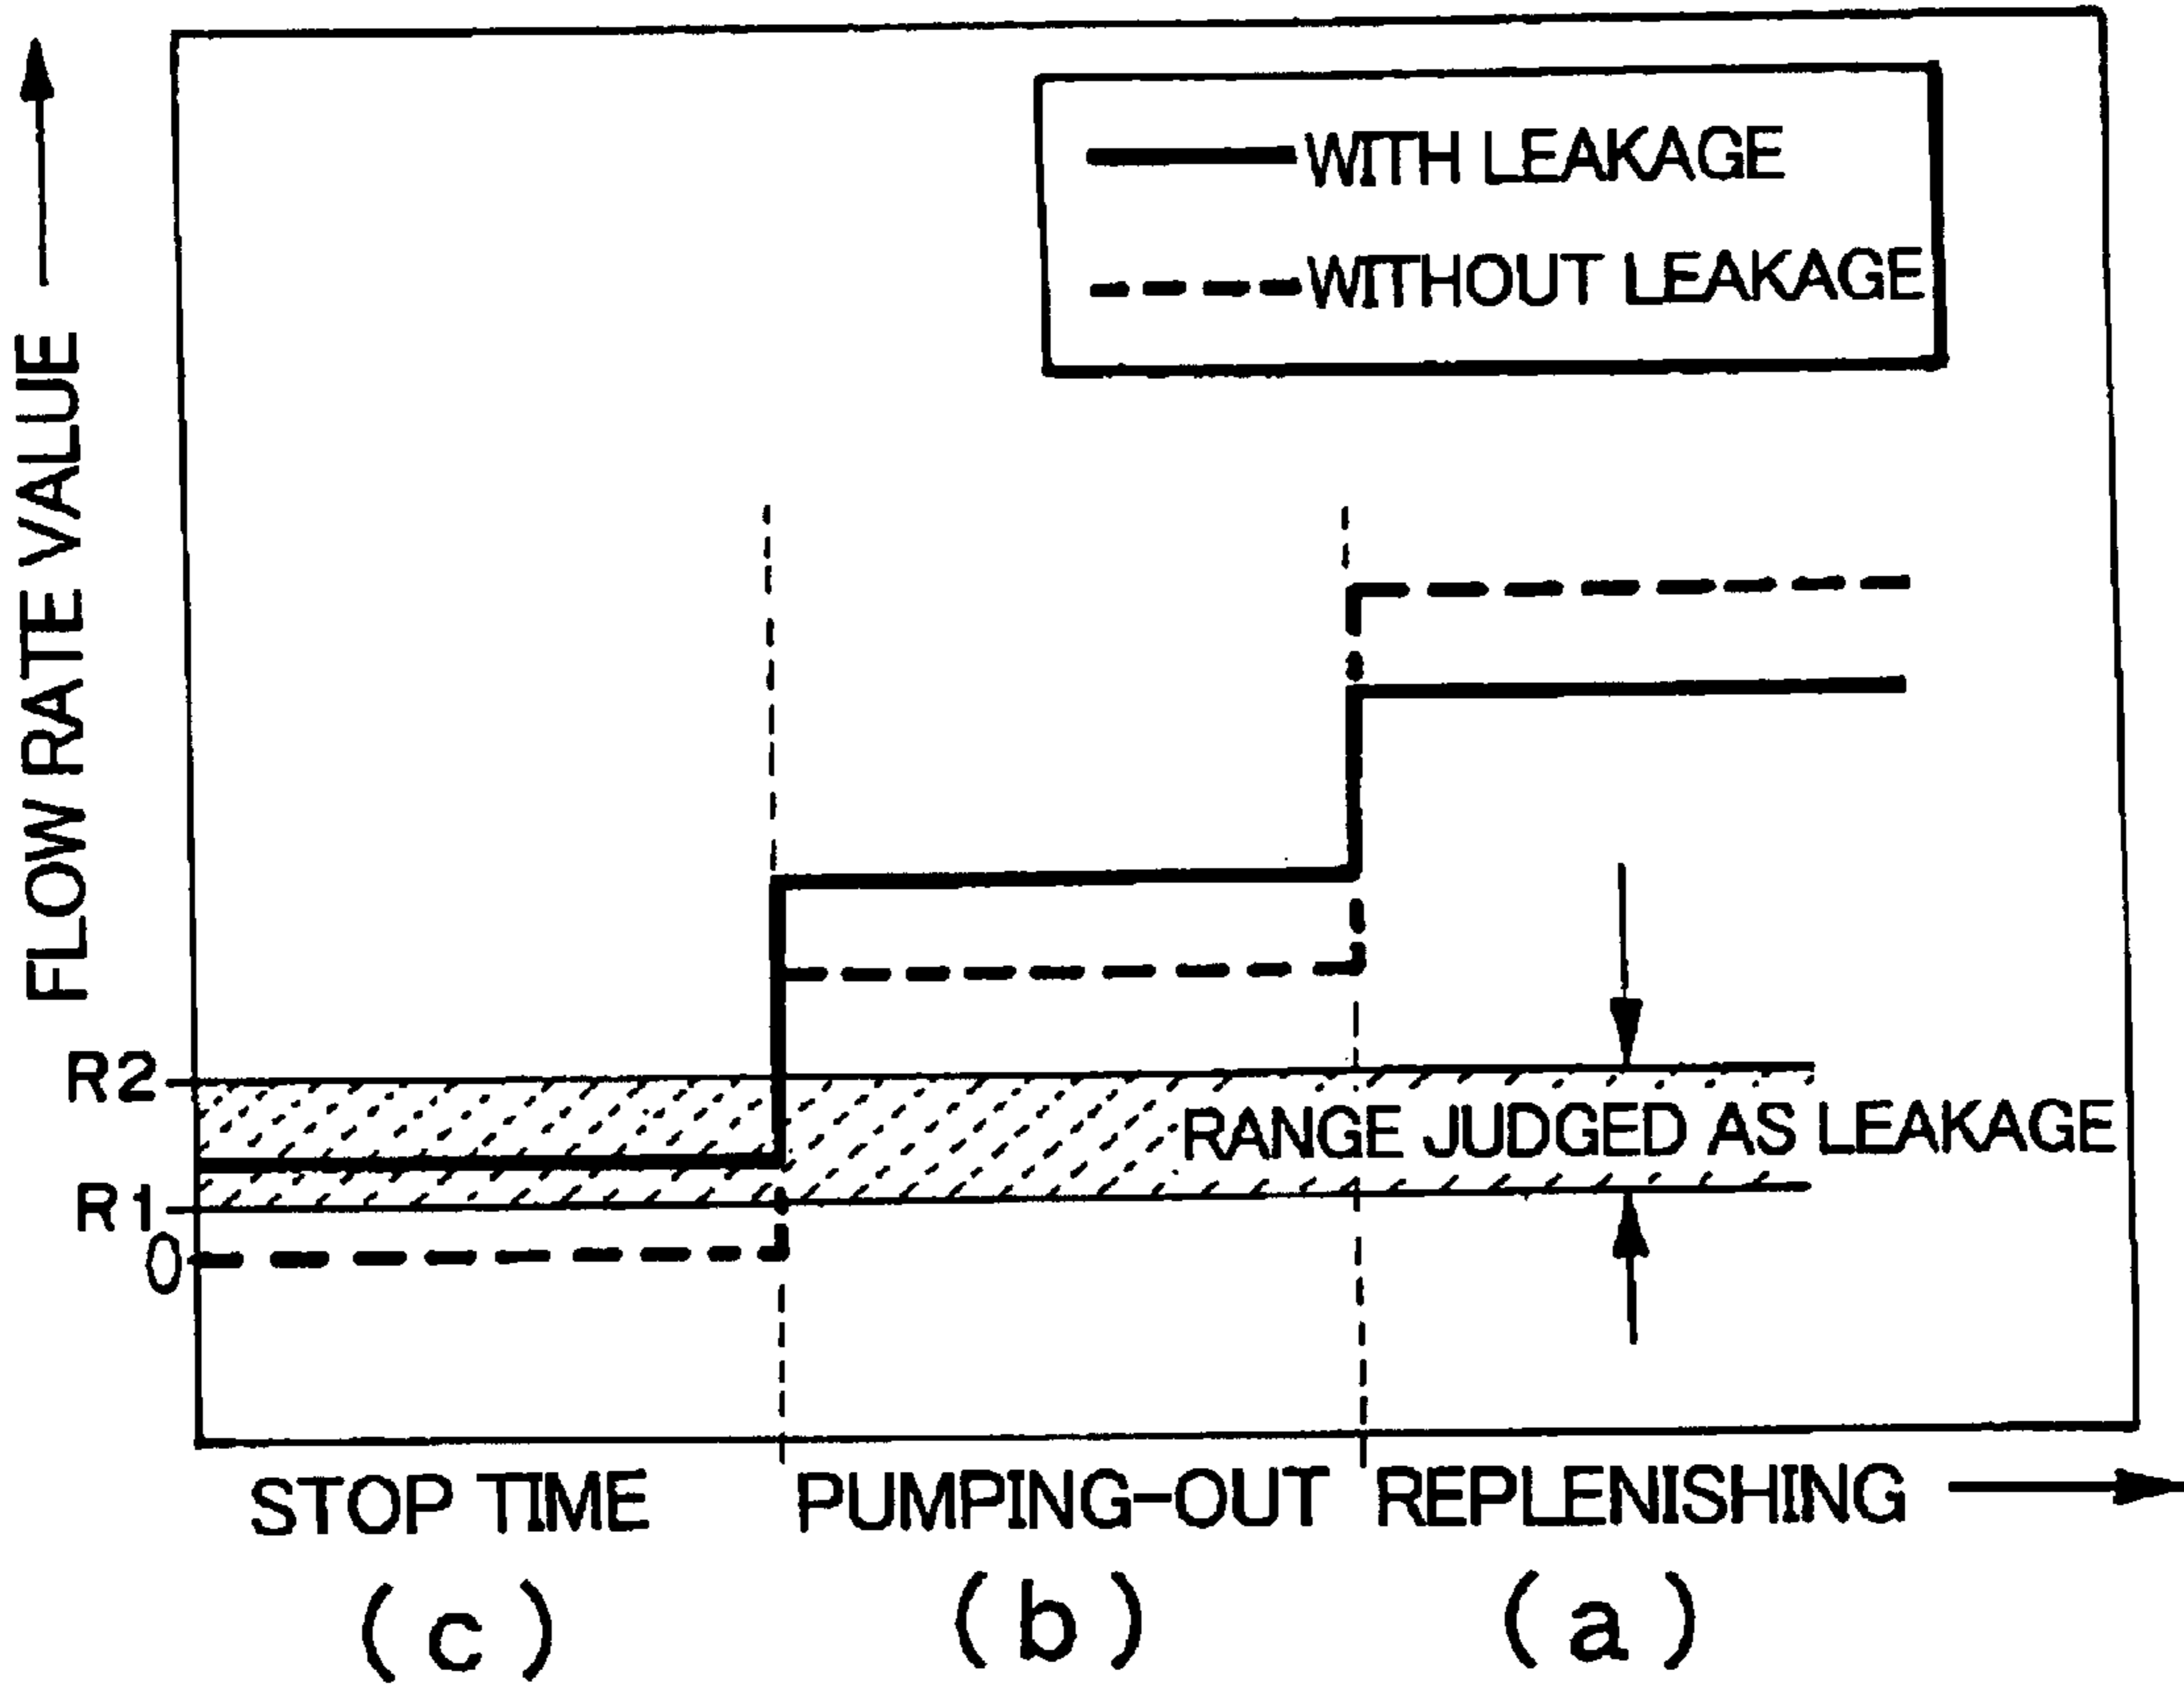 WITH LEAKAGE
WITHOUT LEAKAGE
FLOW RATE VALUE
R2
RANGE JUDGED AS LEAKAGE
R1
0
STOP TIME PUMPING-OUT REPLENISHING
(c) (b) (a)